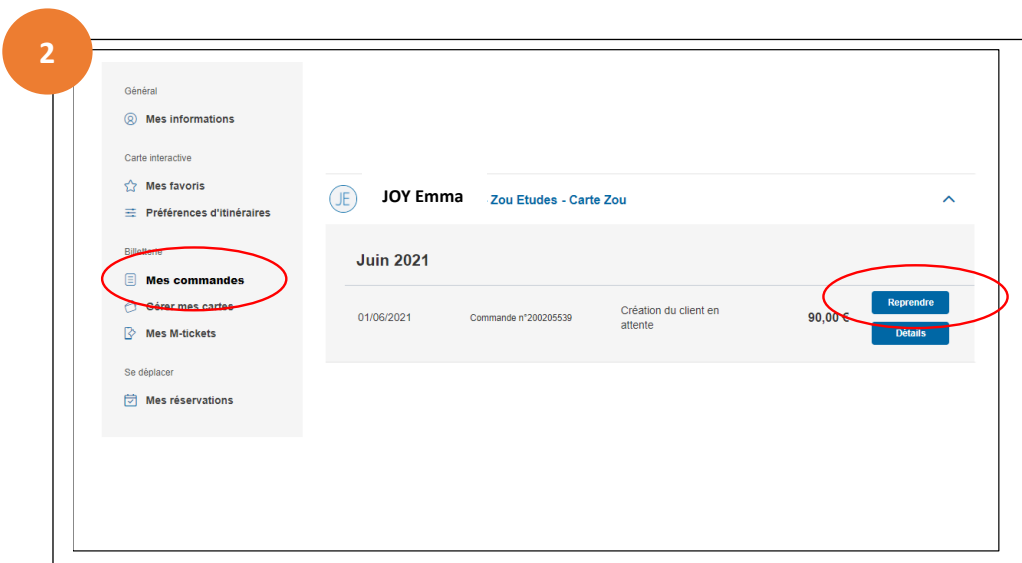 2
Général
Mes informations
Carte interactive
Mes favoris
Préférences d'itinéraires
Billetterie
Mes commandes
Gérer mes cartes
Mes M-tickets
Se déplacer
Mes réservations
JE JOY Emma Zou Etudes - Carte Zou
Juin 2021
01/06/2021 Commande n°200205539 Création du client en
attente
90,00 €
Reprendre
Détails